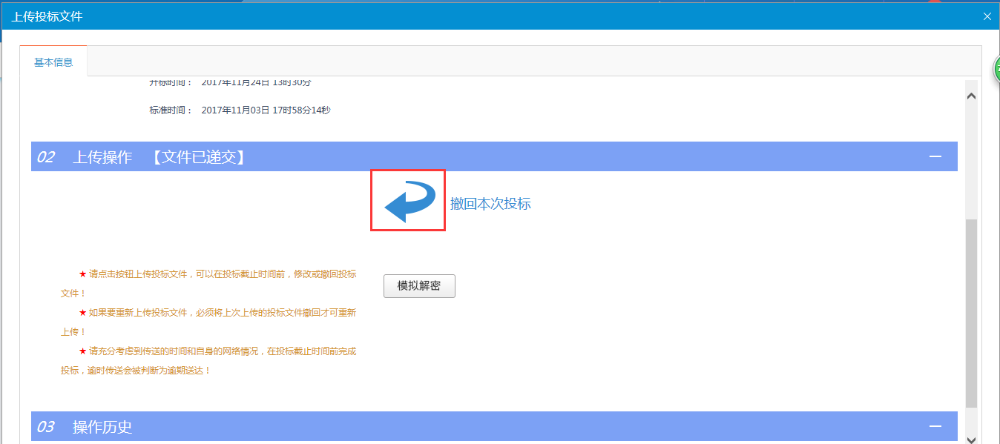 上传投标文件
基本信息
开标时间： 2017年11月24日 13时30分
标准时间： 2017年11月03日 17时58分14秒
02 上传操作 【文件已递交】
撤回本次投标
★ 请点击按钮上传投标文件，可以在投标截止时间前，修改或撤回投标
文件！
★ 如果要重新上传投标文件，必须将上次上传的投标文件撤回才可重新
上传！
★ 请充分考虑到传送的时间和自身的网络情况，在投标截止时间前完成
投标，逾时传送会被判断为逾期送达！
模拟解密
03 操作历史